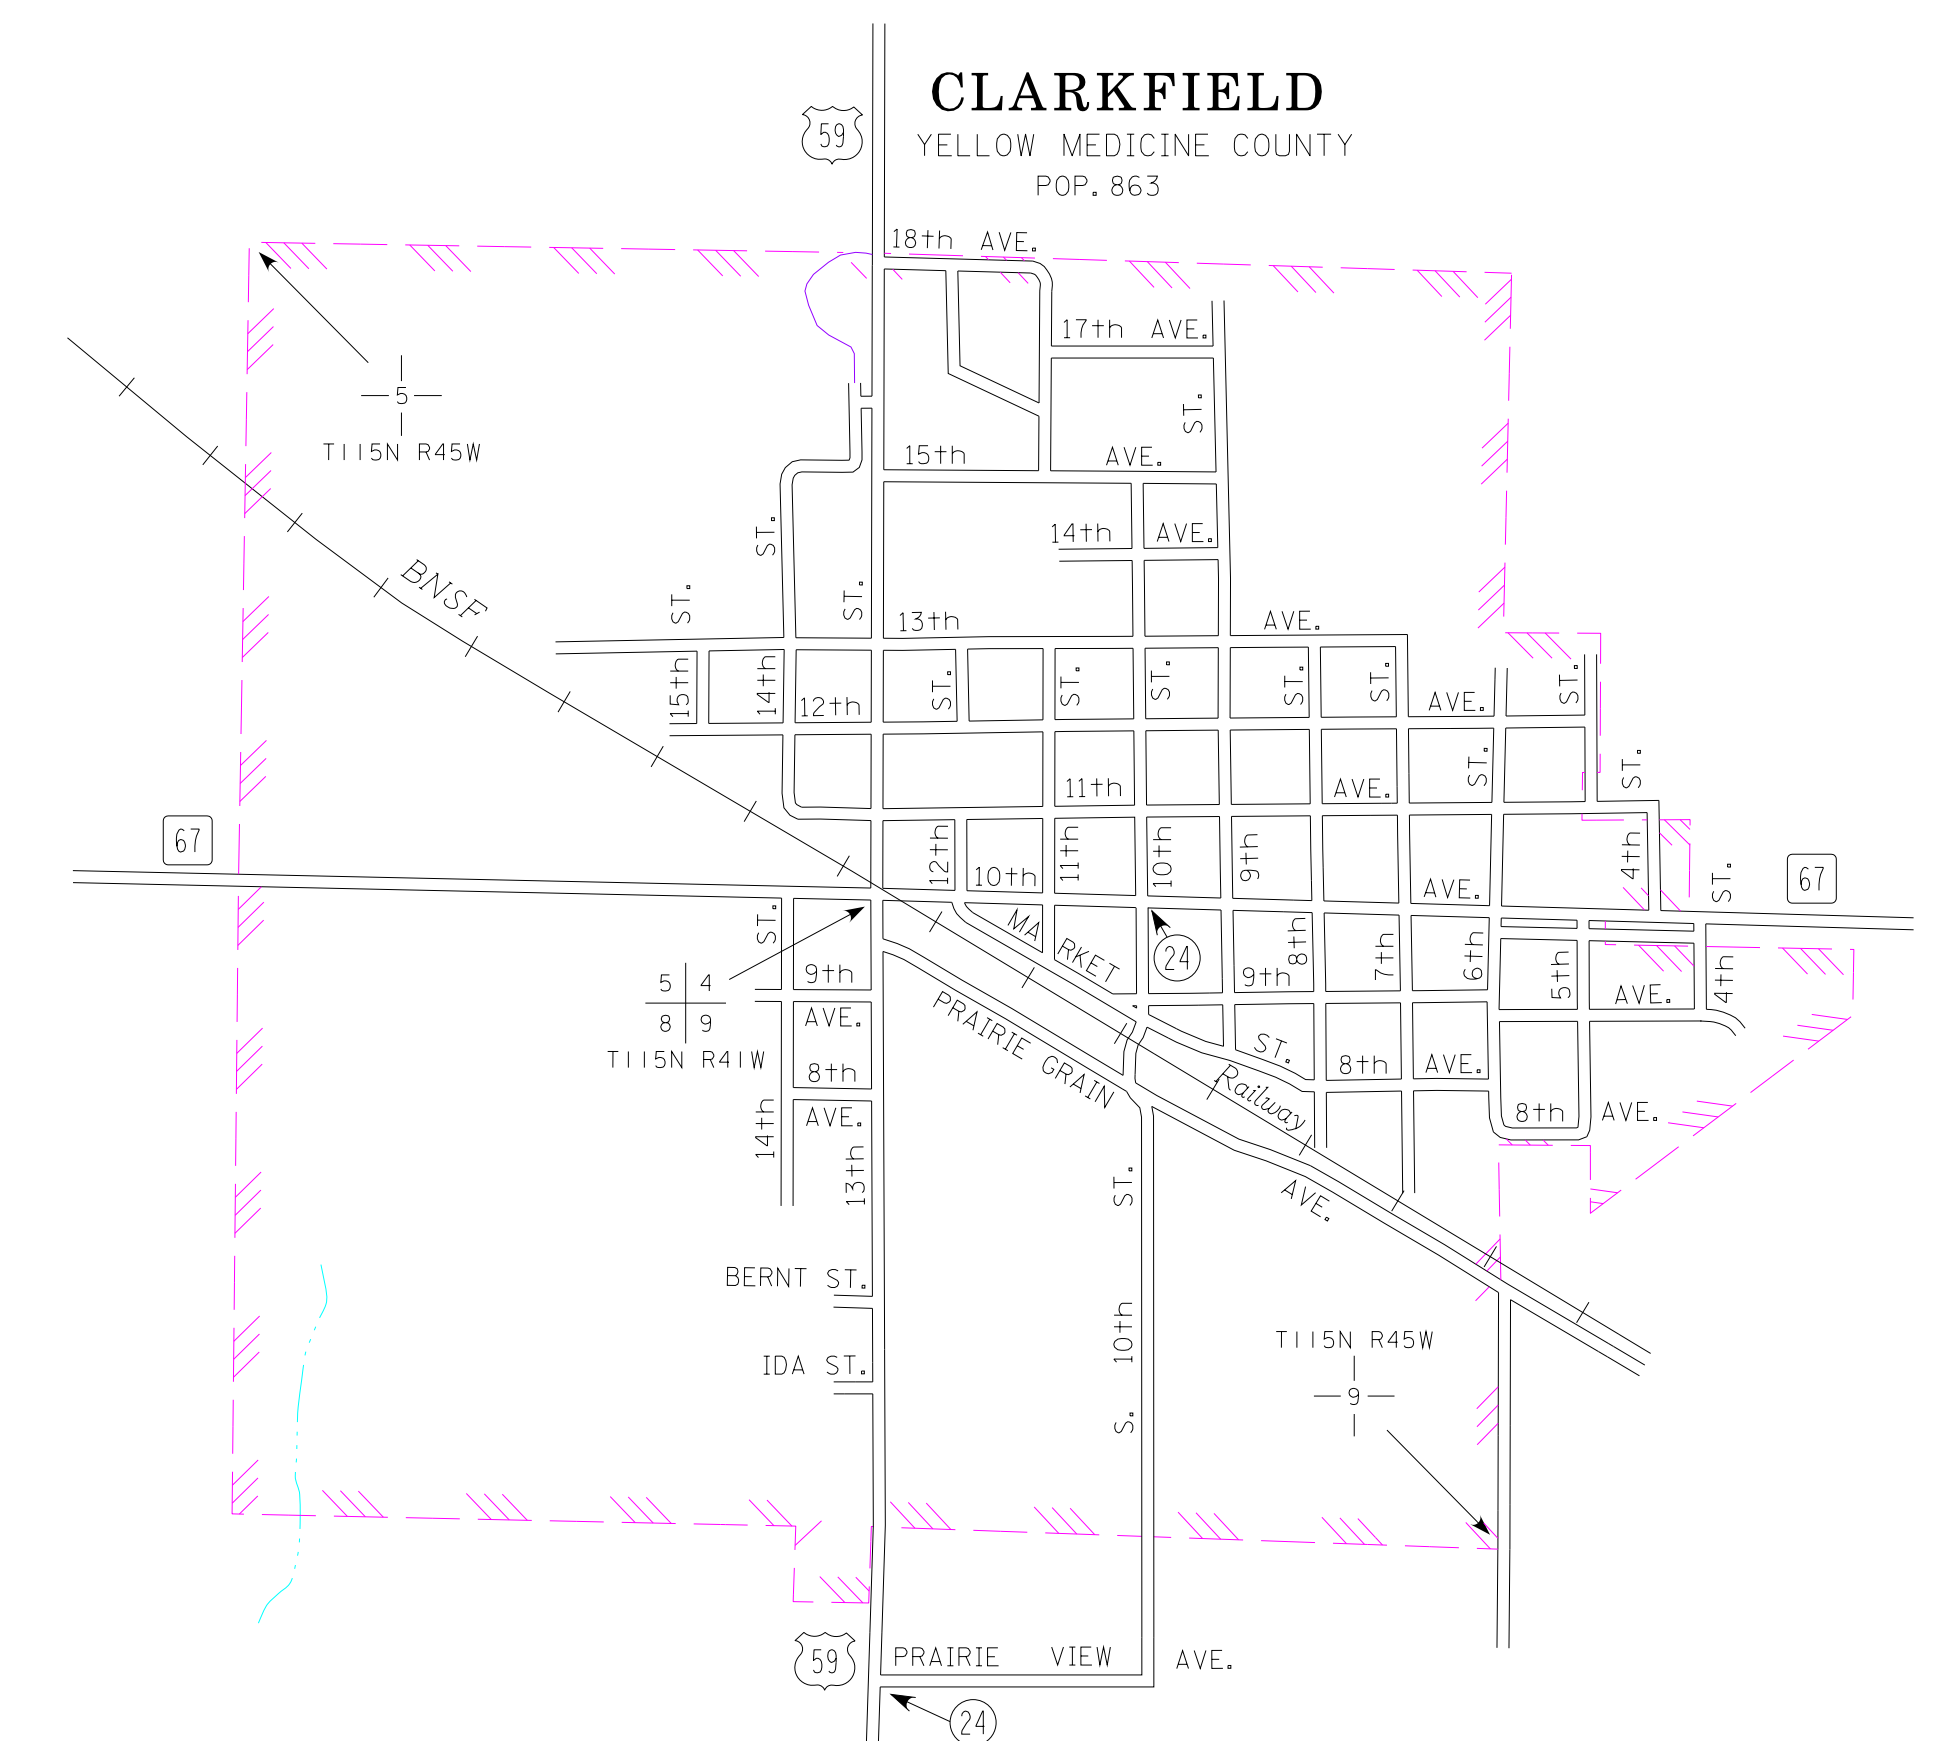 CLARKFIELD
YELLOW MEDICINE COUNTY
POP. 863
59
18th AVE.
17th AVE.
5
T115N R45W
ST.
15th AVE.
14th AVE.
ST.
BNSF
ST.
ST.
13th AVE.
15th
14th
12th
ST.
ST.
ST.
ST.
ST.
AVE.
ST.
ST.
ST.
11th AVE.
67
12th
10th
11th
10th
9th
AVE.
4th
ST.
67
ST.
MARKET
24
8th
7th
6th
5th
4th
5 4
8 9
T115N R41W
9th
AVE.
9th
AVE.
PRAIRIE GRAIN
ST.
8th
AVE.
8th AVE.
Railway
8th AVE.
14th
13th
ST.
AVE.
BERNT ST.
IDA ST.
10th
S.
T115N R45W
9
59
PRAIRIE VIEW AVE.
24